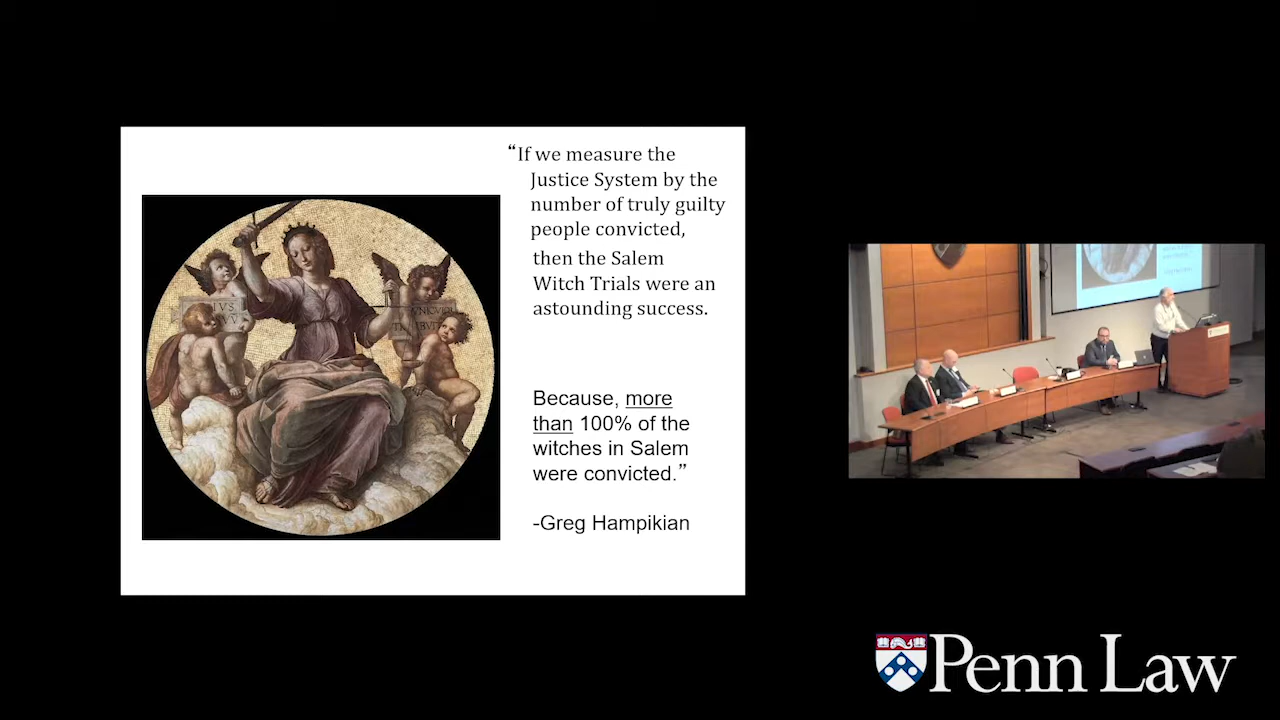 “If we measure the
Justice System by the
number of truly guilty
people convicted,
then the Salem
Witch Trials were an
astounding success.
Because, more
than 100% of the
witches in Salem
were convicted.”
-Greg Hampikian
IVS
Penn Law